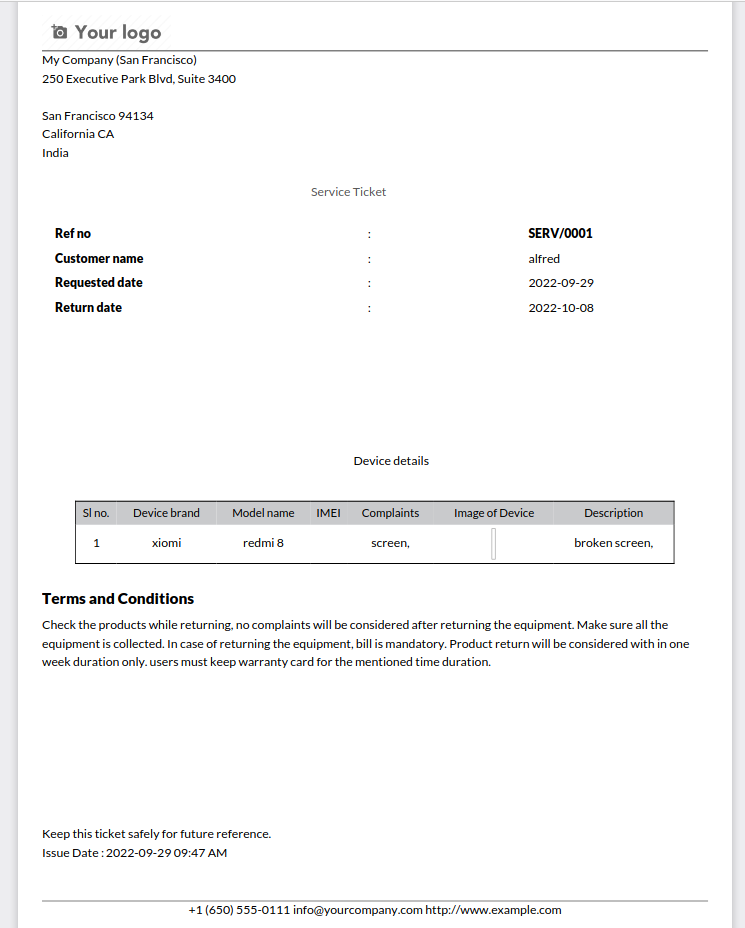 Your logo
My Company (San Francisco)
250 Executive Park Blvd, Suite 3400
San Francisco 94134
California CA
India
Service Ticket
Ref no : SERV/0001
Customer name : alfred
Requested date : 2022-09-29
Return date : 2022-10-08
Device details
Sl no. Device brand Model name IMEI Complaints Image of Device Description
1 xiomi redmi 8 screen, broken screen,
Terms and Conditions
Check the products while returning, no complaints will be considered after returning the equipment. Make sure all the
equipment is collected. In case of returning the equipment, bill is mandatory. Product return will be considered with in one
week duration only. users must keep warranty card for the mentioned time duration.
Keep this ticket safely for future reference.
Issue Date : 2022-09-29 09:47 AM
+1 (650) 555-0111 info@yourcompany.com http://www.example.com